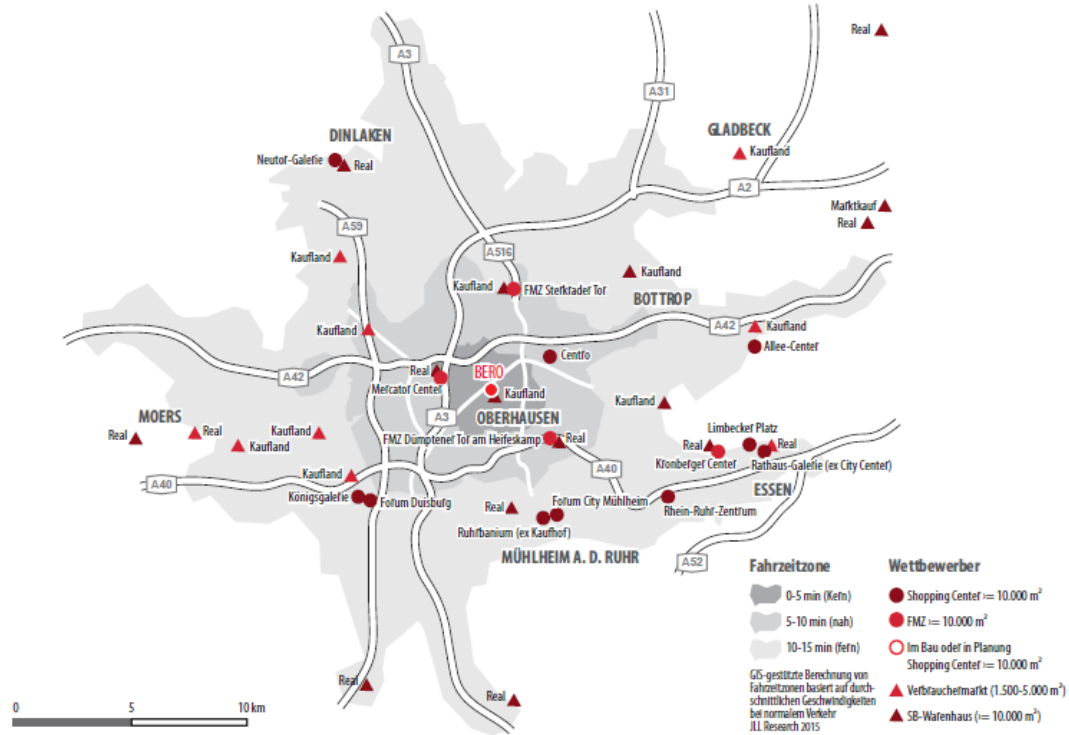 A3
Real
A31
DINLAKEN
GLADBECK
Neutor-Galerie
Real
Kaufland
A2
Marktkauf
Real
A59
A516
Kaufland
Kaufland
Kaufland
FMZ Sterkrader Tor
BOTTROP
Kaufland
A42
Kaufland
Allee-Center
Centro
Real
BERO
A42
Mercator Center
Kaufland
Kaufland
MOERS
A3
OBERHAUSEN
Limbecker Platz
Real
Real
Kaufland
Kaufland
FMZ Dümptener Tor am Heifeskamp
Real
Real
Real
Kronberger Center
Rathaus-Galerie (ex City Center)
Kaufland
A40
A40
ESSEN
Königsgalerie
Forum Duisburg
Real
Forum City Mühlheim
Rhein-Ruhr-Zentrum
Ruhrbanium (ex Kaufhof)
MÜHLHEIM A. D. RUHR
A52
Real
Real
0
5
10 km
Fahrzeitzone
0-5 min (Kern)
5-10 min (nah)
10-15 min (fern)
GIS-gestützte Berechnung von
Fahrzeitzonen basiert auf durch-
schnittlichen Geschwindigkeiten
bei normalem Verkehr
JLL Research 2015
Wettbewerber
Shopping Center >= 10.000 m²
FMZ >= 10.000 m²
Im Bau oder in Planung
Shopping Center >= 10.000 m²
Verbrauchermarkt (1.500-5.000 m²)
SB-Warenhaus (>= 10.000 m²)